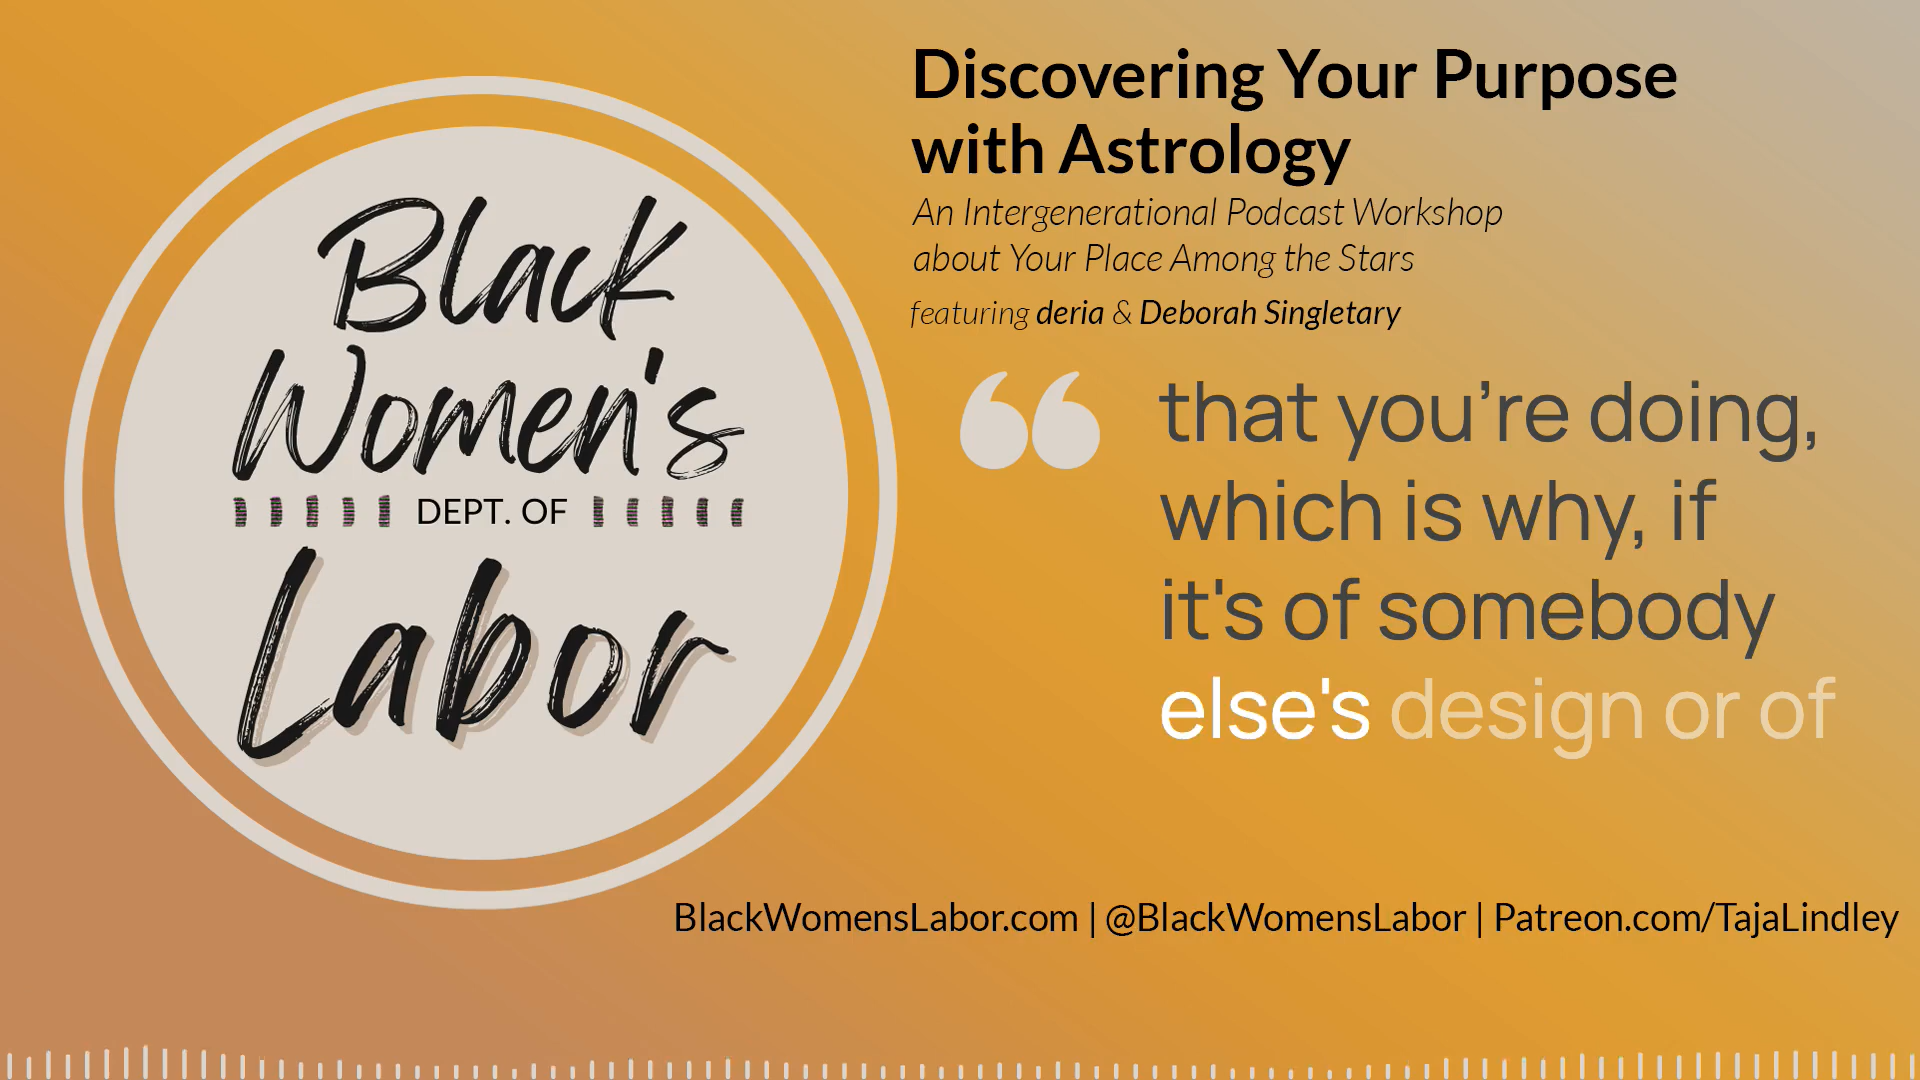 Black
Women's
DEPT. OF
Labor
Discovering Your Purpose
with Astrology
An Intergenerational Podcast Workshop
about Your Place Among the Stars
featuring deria & Deborah Singletary
“
that you’re doing,
which is why, if
it's of somebody
else's design or of
BlackWomensLabor.com | @BlackWomensLabor | Patreon.com/TajaLindley